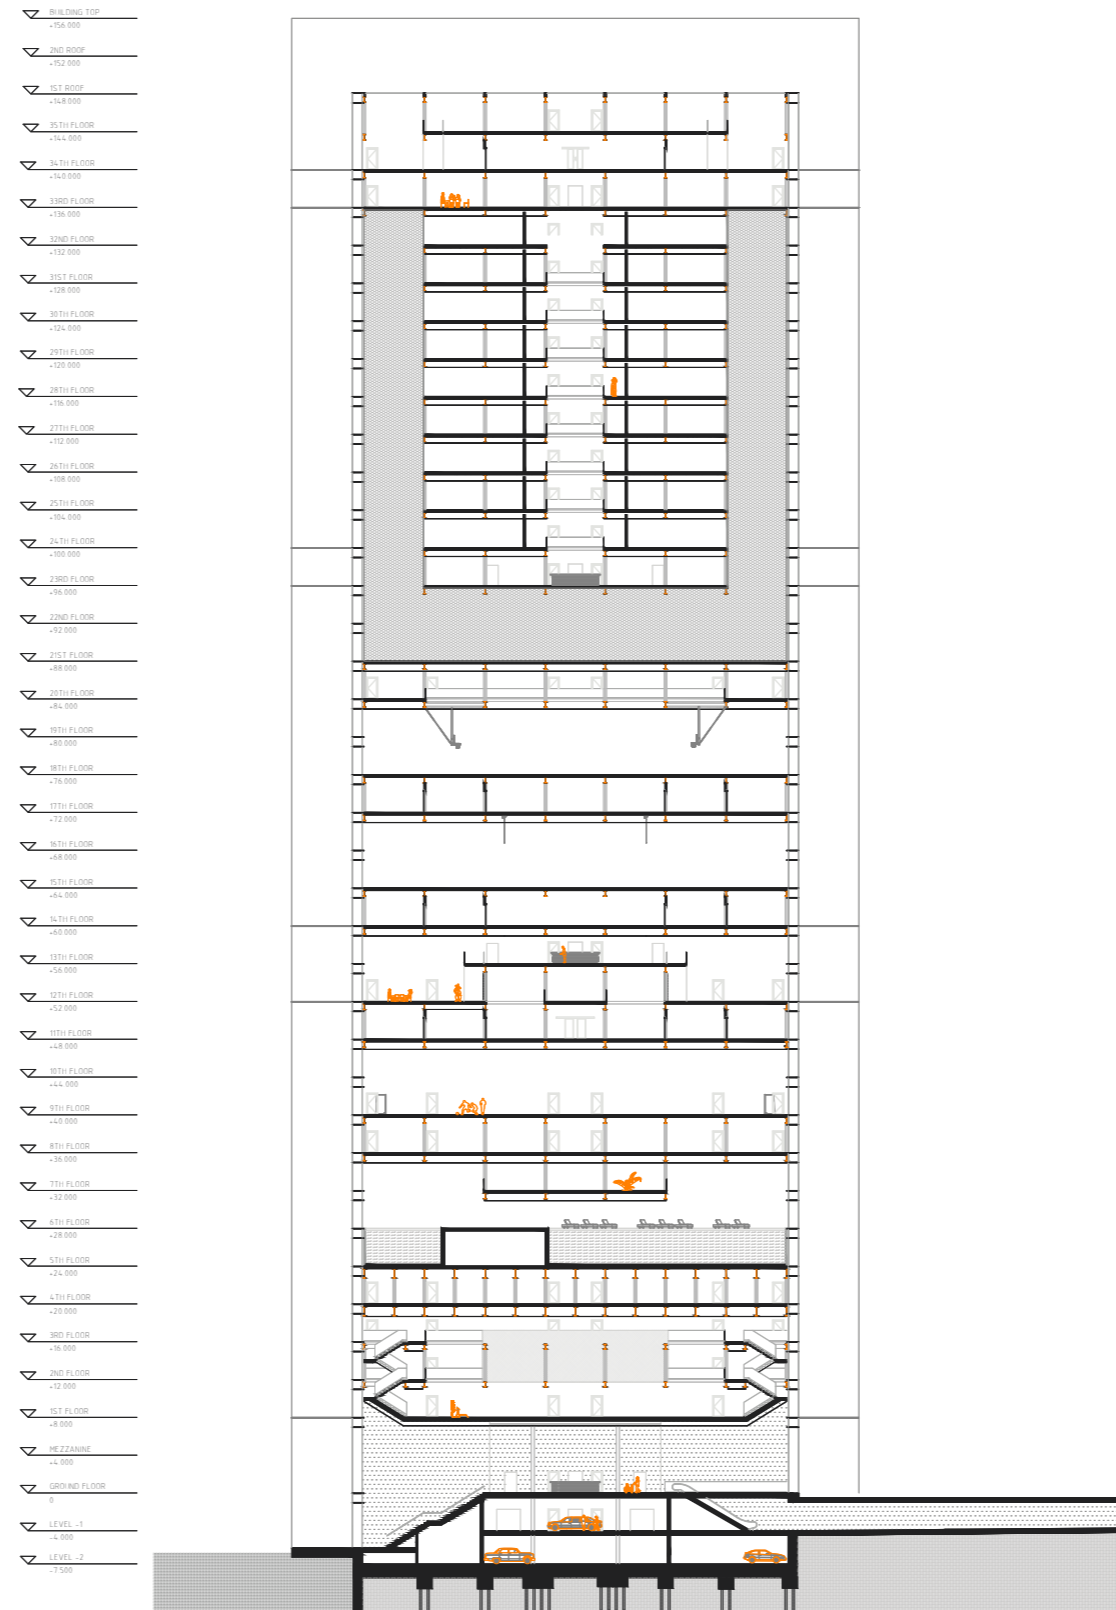 BUILDING TOP
+156.000
2ND ROOF
+152.000
1ST ROOF
+148.000
35TH FLOOR
+144.000
34TH FLOOR
+140.000
33RD FLOOR
+136.000
32ND FLOOR
+132.000
31ST FLOOR
+128.000
30TH FLOOR
+124.000
29TH FLOOR
+120.000
28TH FLOOR
+116.000
27TH FLOOR
+112.000
26TH FLOOR
+108.000
25TH FLOOR
+104.000
24TH FLOOR
+100.000
23RD FLOOR
+96.000
22ND FLOOR
+92.000
21ST FLOOR
+88.000
20TH FLOOR
+84.000
19TH FLOOR
+80.000
18TH FLOOR
+76.000
17TH FLOOR
+72.000
16TH FLOOR
+68.000
15TH FLOOR
+64.000
14TH FLOOR
+60.000
13TH FLOOR
+56.000
12TH FLOOR
+52.000
11TH FLOOR
+48.000
10TH FLOOR
+44.000
9TH FLOOR
+40.000
8TH FLOOR
+36.000
7TH FLOOR
+32.000
6TH FLOOR
+28.000
5TH FLOOR
+24.000
4TH FLOOR
+20.000
3RD FLOOR
+16.000
2ND FLOOR
+12.000
1ST FLOOR
+8.000
MEZZANINE
+4.000
GROUND FLOOR
0
LEVEL -1
-4.000
LEVEL -2
-7.500